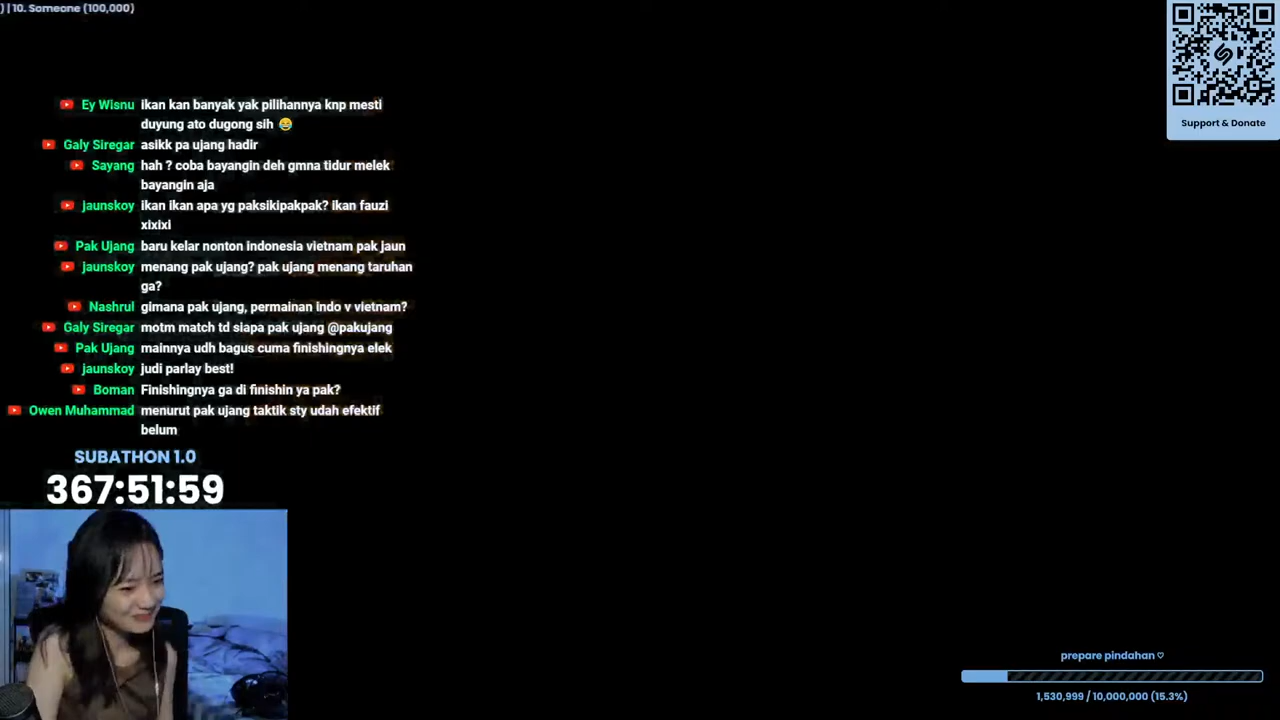 ) | 10. Someone (100,000)
Support & Donate
Ey Wisnu ikan kan banyak yak pilihannya knp mesti
duyung ato dugong sih 😂
Galy Siregar asikk pa ujang hadir
Sayang hah ? coba bayangin deh gmna tidur melek
bayangin aja
jaunskoy ikan ikan apa yg paksikipakpak? ikan fauzi
xixixi
Pak Ujang baru kelar nonton indonesia vietnam pak jaun
jaunskoy menang pak ujang? pak ujang menang taruhan
ga?
Nashrul gimana pak ujang, permainan indo v vietnam?
Galy Siregar motm match td siapa pak ujang @pakujang
Pak Ujang mainnya udh bagus cuma finishingnya elek
jaunskoy judi parlay best!
Boman Finishingnya ga di finishin ya pak?
Owen Muhammad menurut pak ujang taktik sty udah efektif
belum
SUBATHON 1.0
367:51:59
prepare pindahan ♡
1,530,999 / 10,000,000 (15.3%)